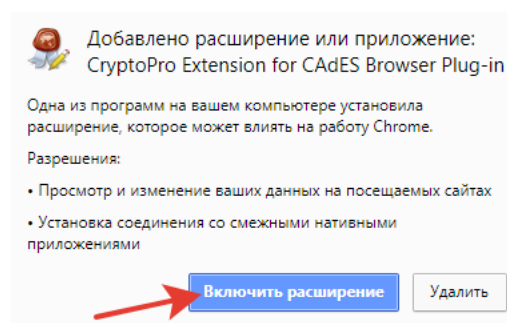 Добавлено расширение или приложение:
CryptoPro Extension for CAdES Browser Plug-in
Одна из программ на вашем компьютере установила
расширение, которое может влиять на работу Chrome.
Разрешения:
• Просмотр и изменение ваших данных на посещаемых сайтах
• Установка соединения со смежными нативными
приложениями
Включить расширение
Удалить